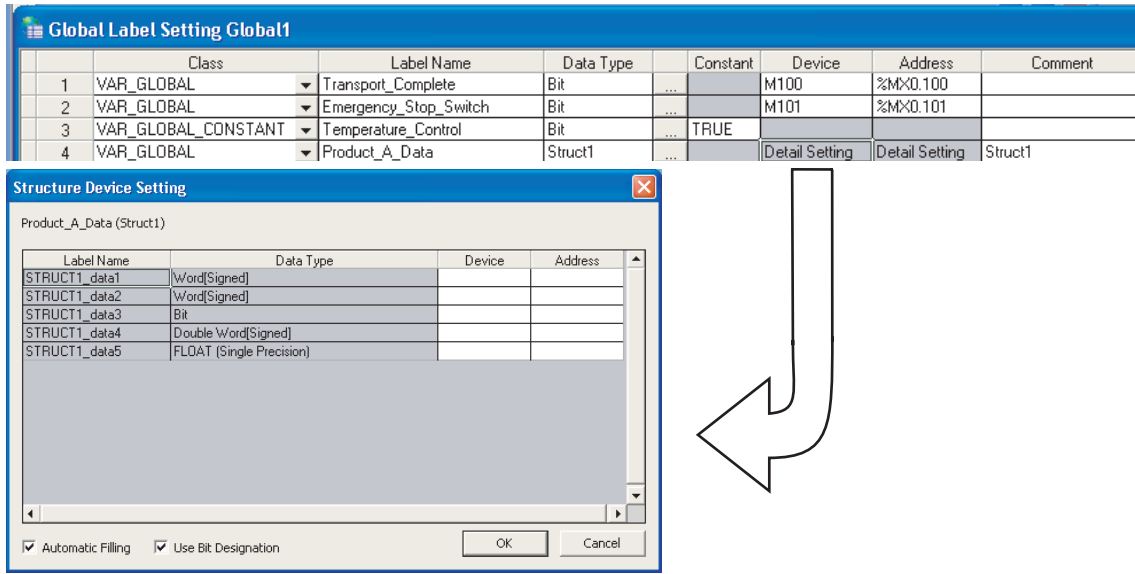 Global Label Setting Global1
Class Label Name Data Type Constant Device Address Comment
1 VAR_GLOBAL Transport_Complete Bit ... M100 %MX0.100
2 VAR_GLOBAL Emergency_Stop_Switch Bit ... M101 %MX0.101
3 VAR_GLOBAL_CONSTANT Temperature_Control Bit ... TRUE
4 VAR_GLOBAL Product_A_Data Struct1 ... Detail Setting Detail Setting Struct1
Structure Device Setting
Product_A_Data (Struct1)
Label Name Data Type Device Address
STRUCT1_data1 Word[Signed]
STRUCT1_data2 Word[Signed]
STRUCT1_data3 Bit
STRUCT1_data4 Double Word[Signed]
STRUCT1_data5 FLOAT (Single Precision)
Automatic Filling Use Bit Designation OK Cancel